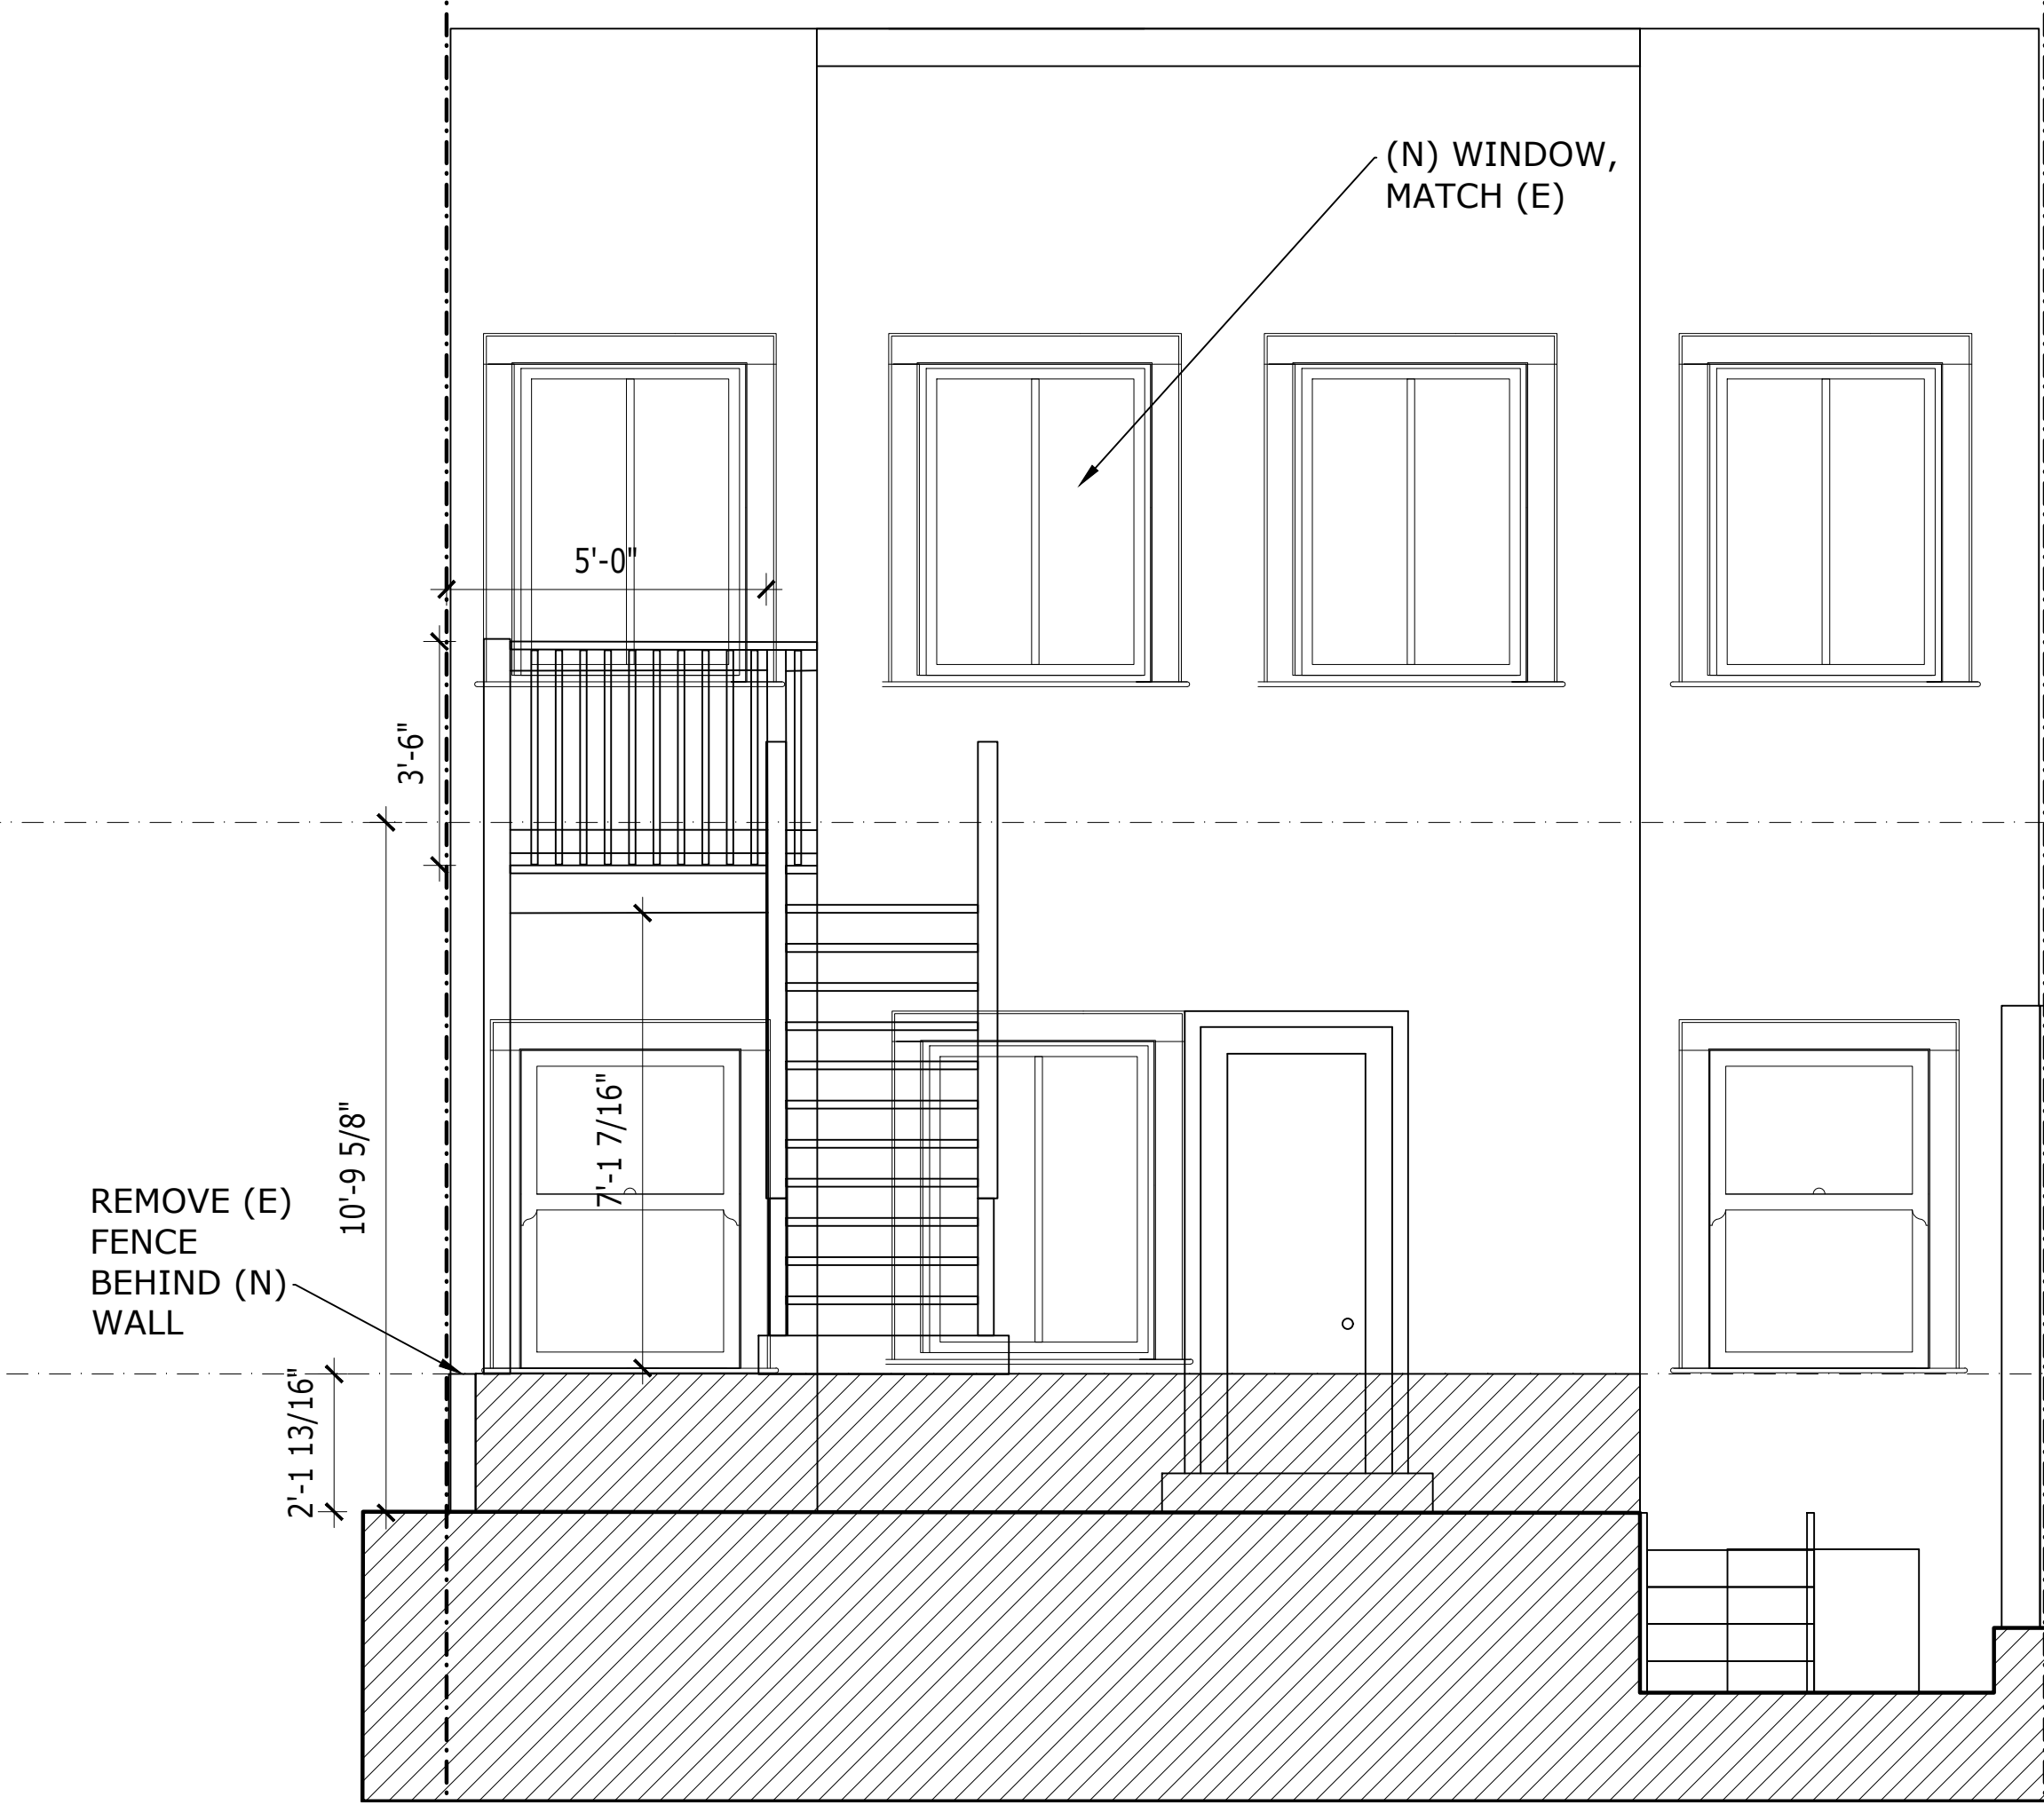 (N) WINDOW,
MATCH (E)
5'-0"
3'-6"
10'-9 5/8"
7'-1 7/16"
REMOVE (E)
FENCE
BEHIND (N)
WALL
2'-1 13/16"